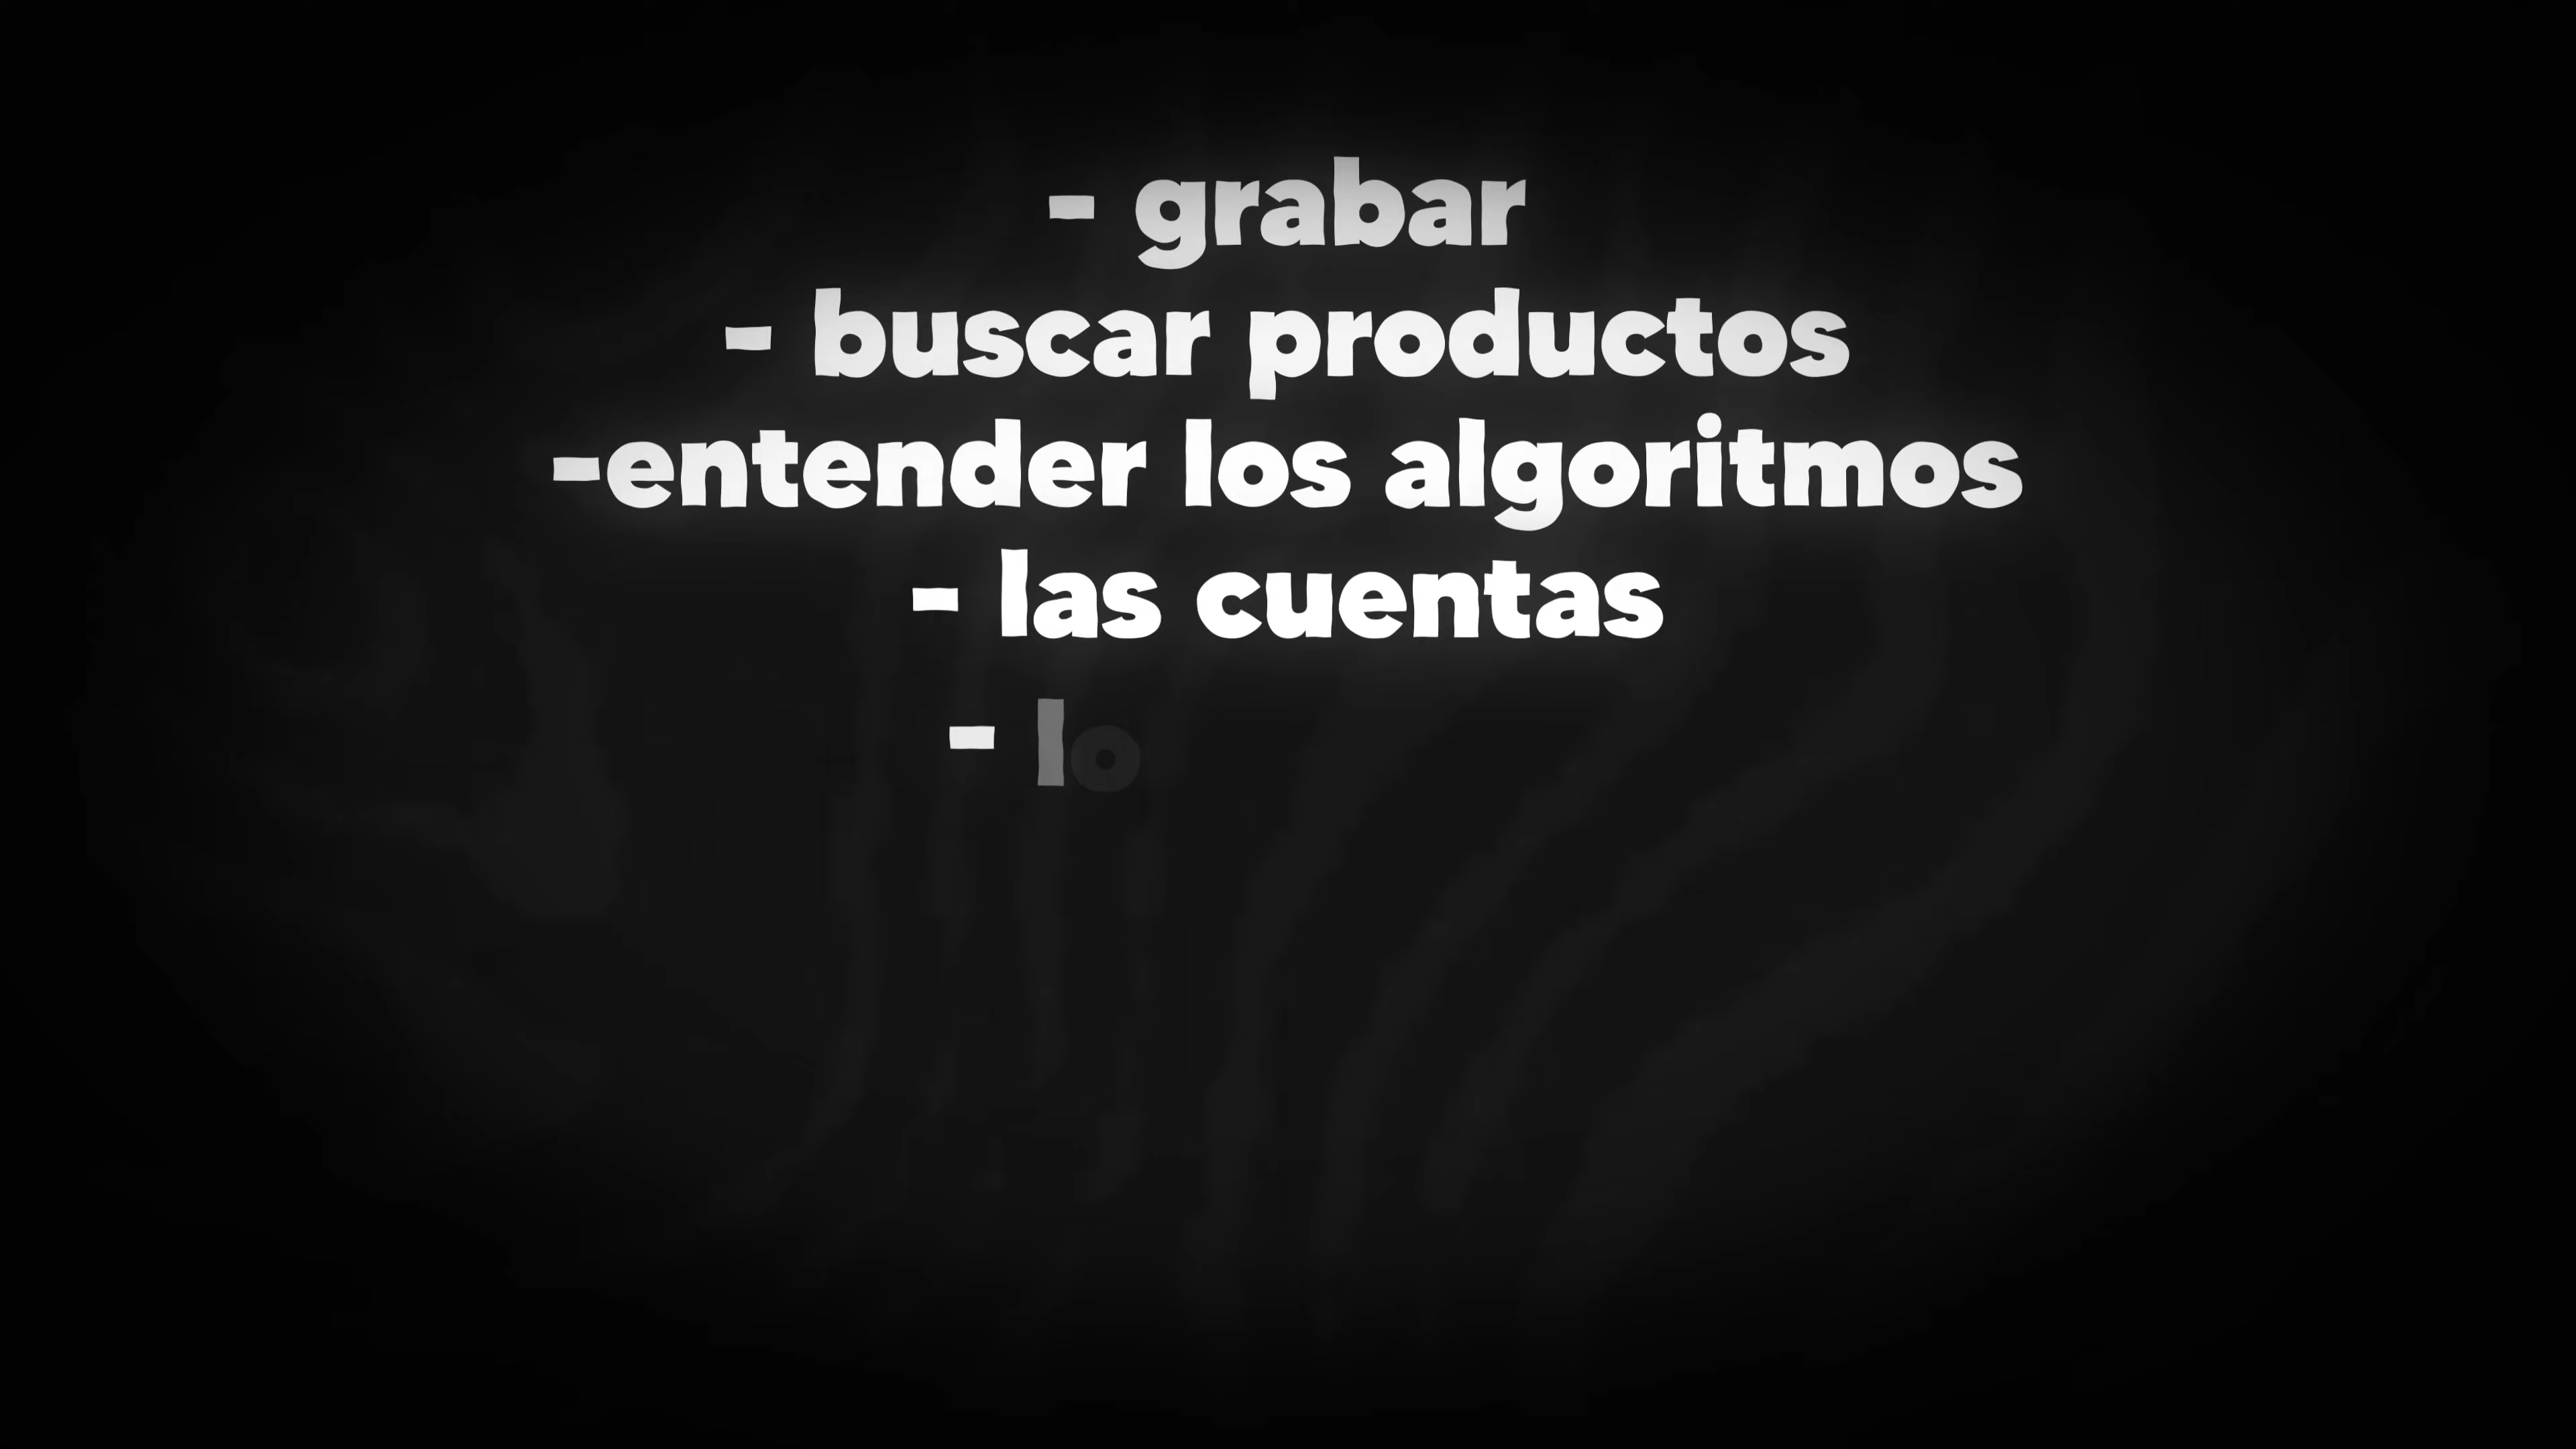 - grabar
- buscar productos
-entender los algoritmos
- las cuentas
- lo